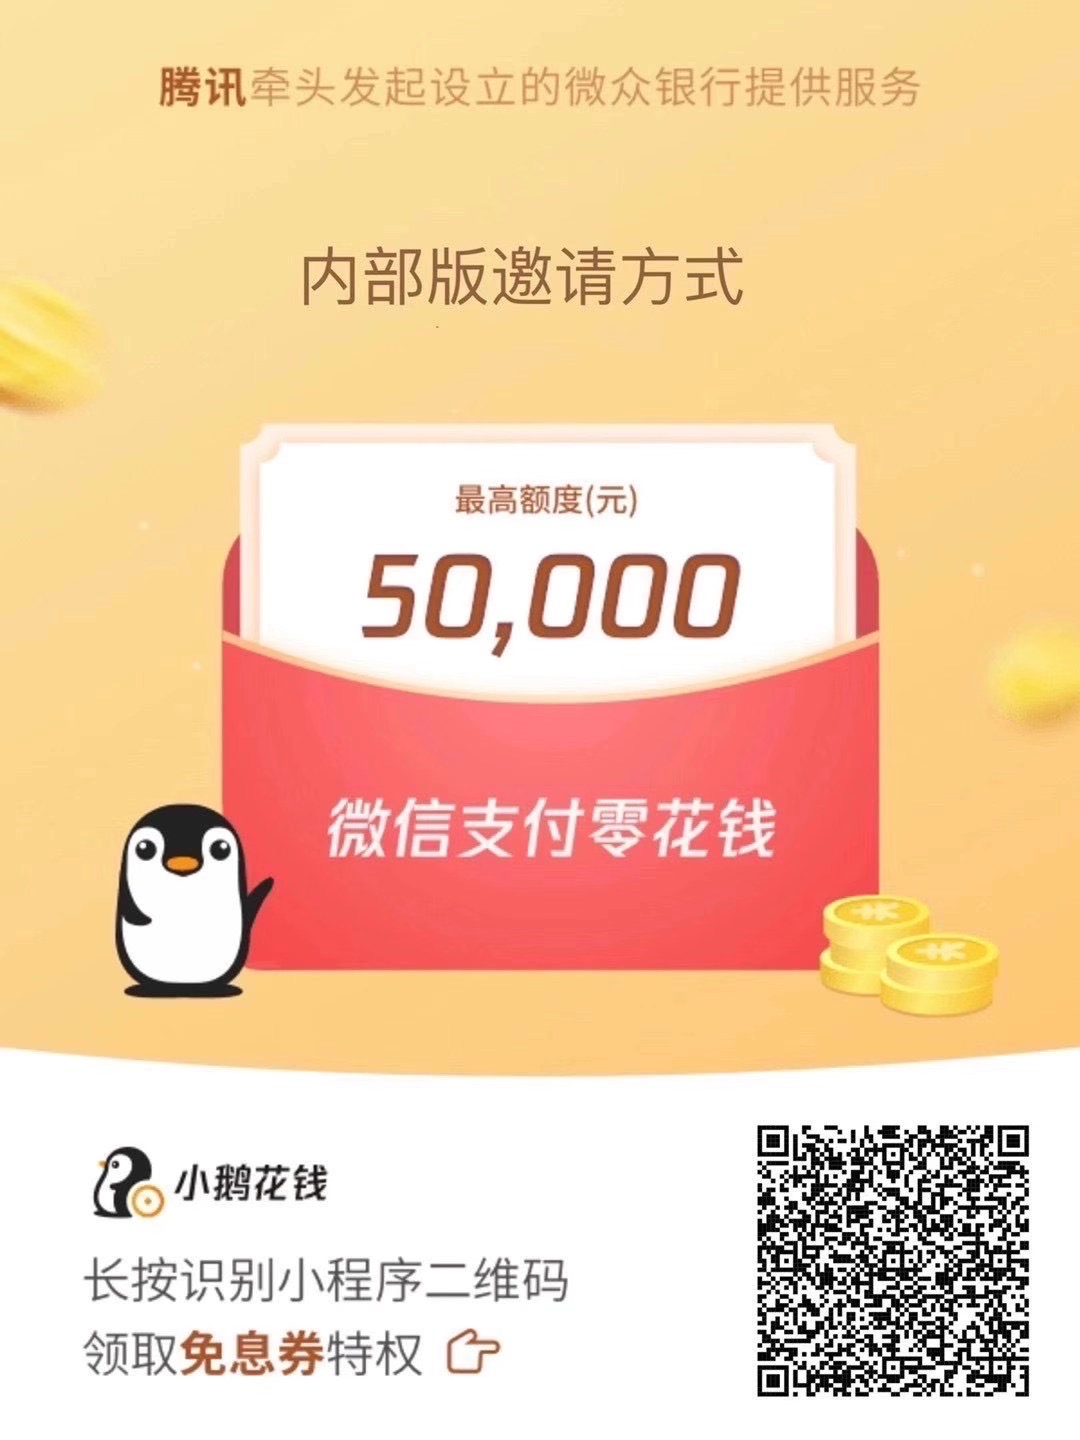 腾讯牵头发起设立的微众银行提供服务
内部版邀请方式
最高额度(元)
50,000
微信支付零花钱
小鹅花钱
长按识别小程序二维码
领取免息券特权